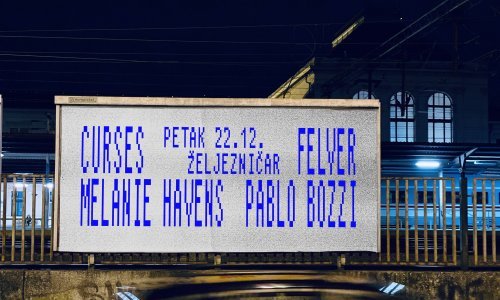 CURSES PETAK 22.12. FELVER
ŽELJEZNIČAR
MELANIE HAVENS PABLO BOZZI